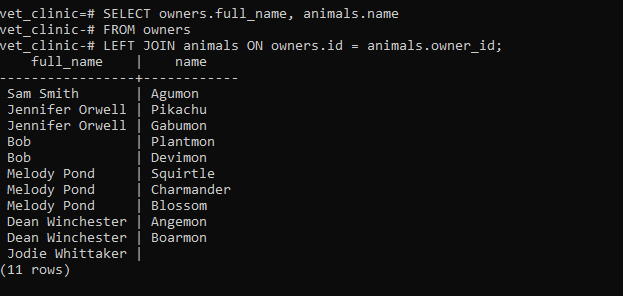 vet_clinic=# SELECT owners.full_name, animals.name
vet_clinic-# FROM owners
vet_clinic-# LEFT JOIN animals ON owners.id = animals.owner_id;
    full_name    |    name
-----------------+------------
 Sam Smith       | Agumon
 Jennifer Orwell | Pikachu
 Jennifer Orwell | Gabumon
 Bob             | Plantmon
 Bob             | Devimon
 Melody Pond     | Squirtle
 Melody Pond     | Charmander
 Melody Pond     | Blossom
 Dean Winchester | Angemon
 Dean Winchester | Boarmon
 Jodie Whittaker |
(11 rows)